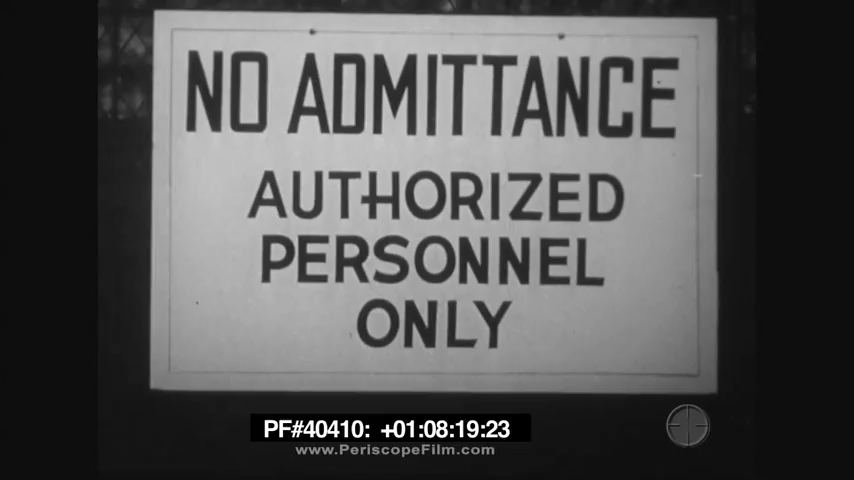 NO ADMITTANCE
AUTHORIZED
PERSONNEL
ONLY
PF#40410: +01:08:19:23
www.PeriscopeFilm.com